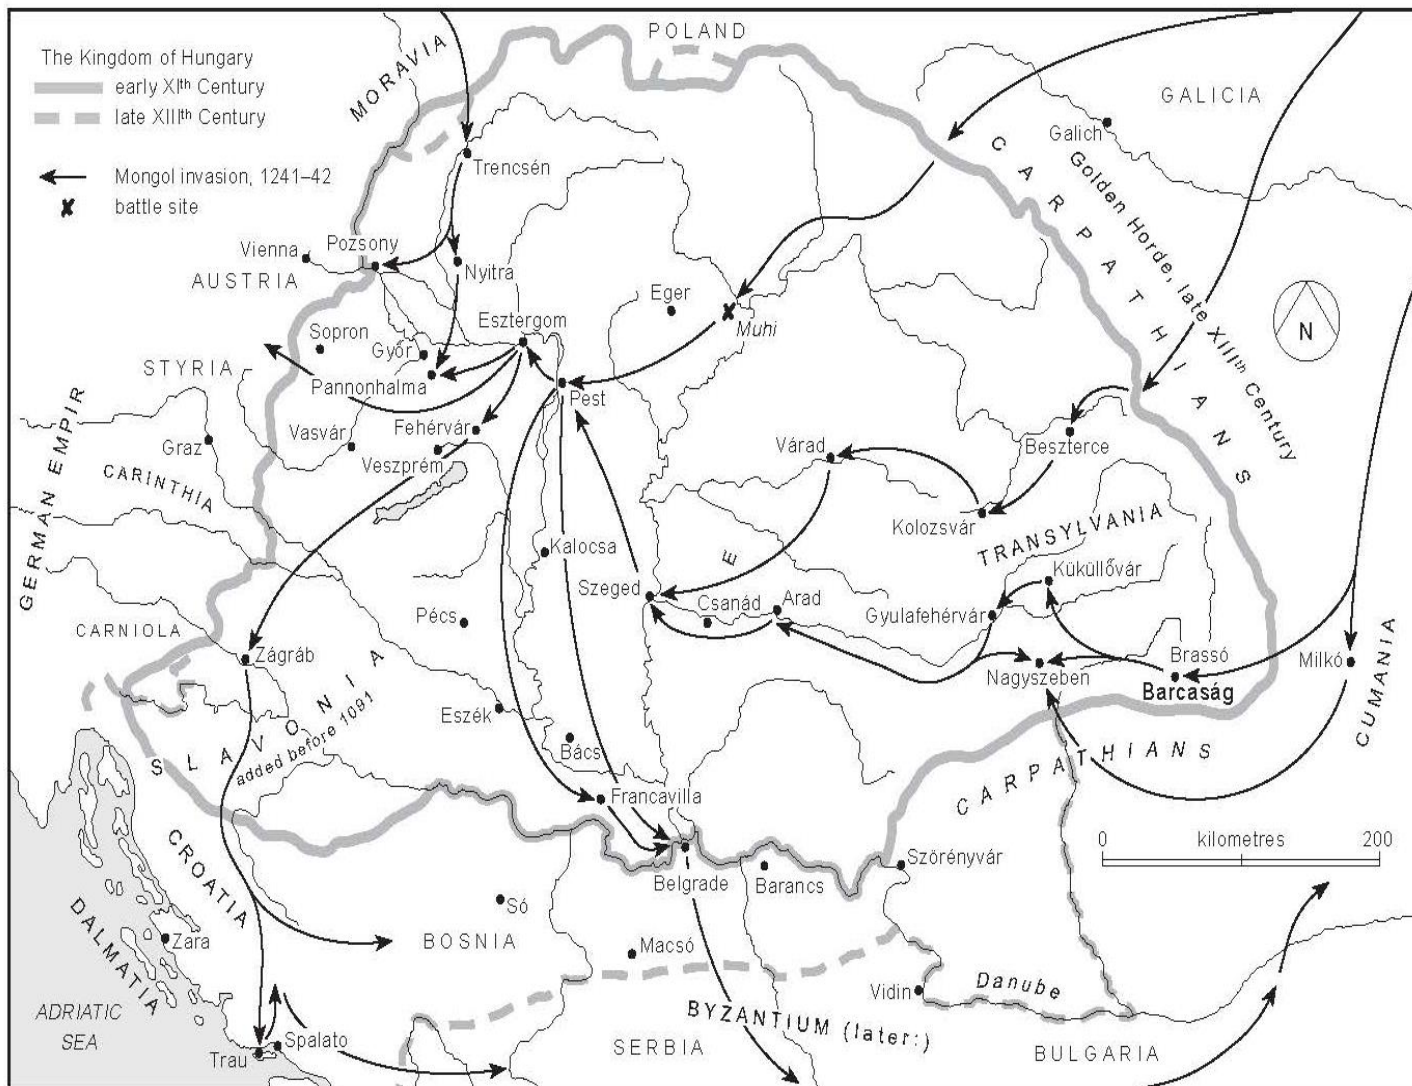 The Kingdom of Hungary
early XIth Century
late XIIIth Century
Mongol invasion, 1241–42
battle site
MORAVIA
POLAND
GALICIA
Galich
CARPATHIANS
Golden Horde, late XIIIth Century
Trencsén
Vienna
Pozsony
AUSTRIA
Nyitra
Eger
Muhi
N
Esztergom
Sopron
Győr
STYRIA
Pannonhalma
Pest
Graz
Vasvár
Fehérvár
Veszprém
Várad
Beszterce
GERMAN EMPIR
CARINTHIA
Kolozsvár
TRANSYLVANIA
Kalocsa
E
Szeged
Csanád
Arad
Küküllővár
Gyulafehérvár
CARNIOLA
Pécs
Zágráb
Nagyszeben
Brassó
Barcaság
Milkó
CUMANIA
SLAVONIA
added before 1091
Eszék
Bács
CARPATHIANS
Francavilla
0 kilometres 200
CROATIA
Belgrade
Barancs
Szörényvár
DALMATIA
Zara
Só
BOSNIA
Macsó
Vidin
Danube
ADRIATIC
SEA
Trau
Spalato
BYZANTIUM (later:)
SERBIA
BULGARIA